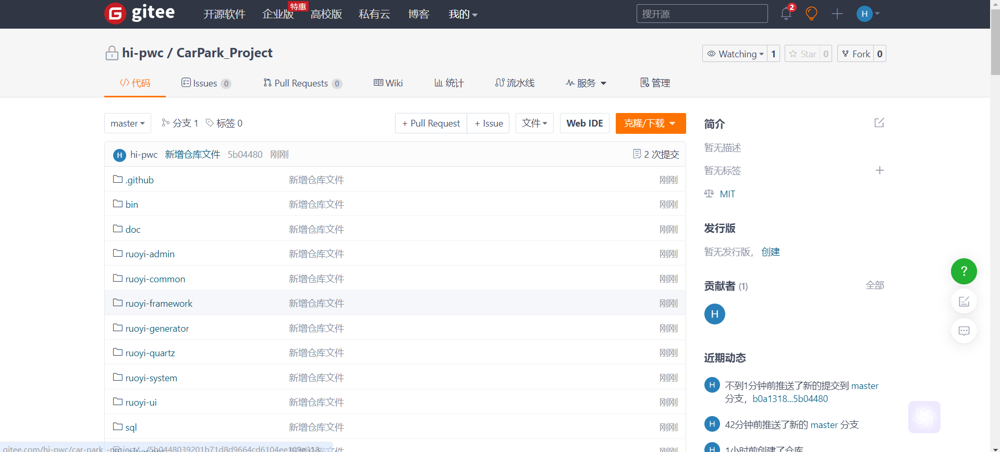 gitee 开源软件 企业版 特惠 高校版 私有云 博客 我的 搜开源 2 H
hi-pwc / CarPark_Project Watching 1 Star 0 Fork 0
代码 Issues 0 Pull Requests 0 Wiki 统计 流水线 服务 管理
master 分支 1 标签 0 + Pull Request + Issue 文件 Web IDE 克隆/下载
H hi-pwc 新增仓库文件 5b04480 刚刚 2 次提交
.github 新增仓库文件 刚刚
bin 新增仓库文件 刚刚
doc 新增仓库文件 刚刚
ruoyi-admin 新增仓库文件 刚刚
ruoyi-common 新增仓库文件 刚刚
ruoyi-framework 新增仓库文件 刚刚
ruoyi-generator 新增仓库文件 刚刚
ruoyi-quartz 新增仓库文件 刚刚
ruoyi-system 新增仓库文件 刚刚
ruoyi-ui 新增仓库文件 刚刚
sql 新增仓库文件 刚刚
简介
暂无描述
暂无标签
MIT
发行版
暂无发行版， 创建
贡献者 (1) 全部
H
近期动态
H 不到1分钟前推送了新的提交到 master
分支，b0a1318...5b04480
H 42分钟前推送了新的 master 分支
H 1小时前创建了仓库
?